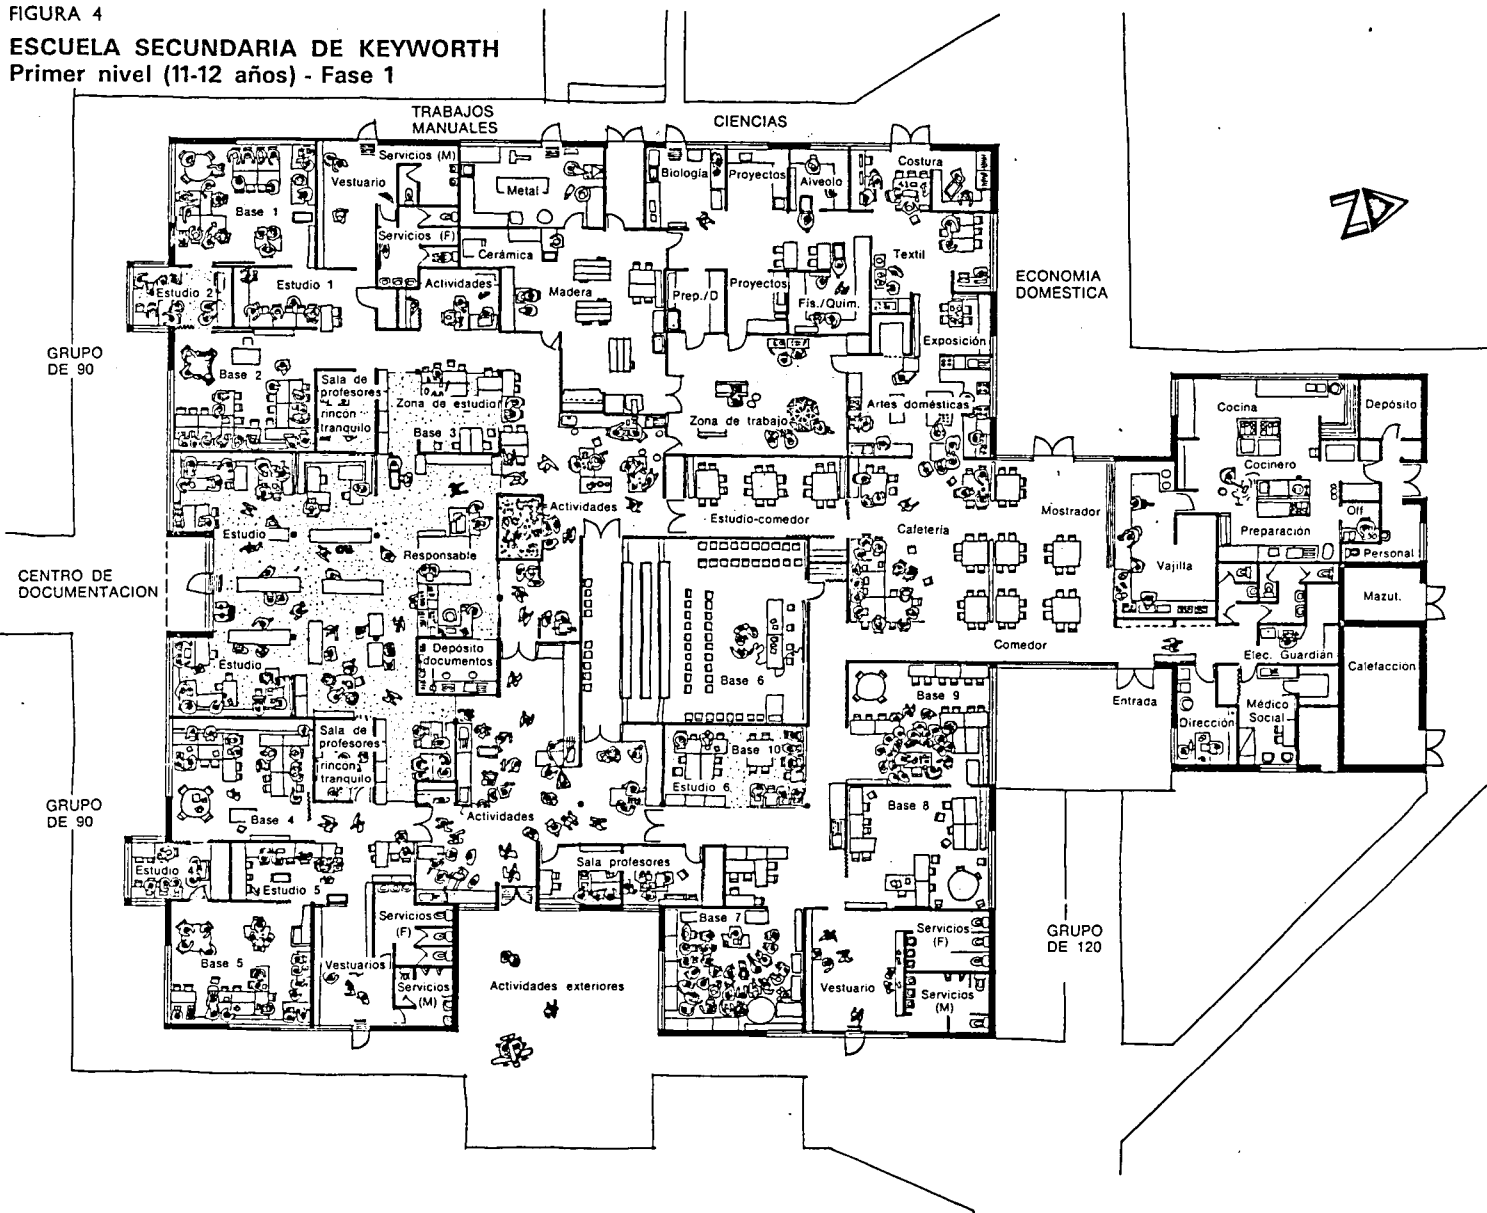 FIGURA 4
ESCUELA SECUNDARIA DE KEYWORTH
Primer nivel (11-12 años) - Fase 1
TRABAJOS
MANUALES
CIENCIAS
Servicios (M)
Vestuario
Metal
Biología
Proyectos
Alveolo
Costura
Base 1
Servicios (F)
Cerámica
Textil
Estudio 2
Estudio 1
Actividades
Madera
Prep./D
Proyectos
Fis./Quim.
ECONOMIA
DOMESTICA
Exposición
GRUPO
DE 90
Base 2
Sala de
profesores
rincón
tranquilo
Zona de estudio
Base 3
Zona de trabajo
Artes domésticas
Cocina
Depósito
Cocinero
Actividades
Estudio-comedor
Cafetería
Mostrador
Off
Preparación
Personal
Estudio
Responsable
Vajilla
CENTRO DE
DOCUMENTACION
Mazut.
Estudio
Depósito
documentos
Base 6
Comedor
Elec. Guardián
Calefaccion
Base 9
Entrada
Médico
Social
Dirección
Sala de
profesores
rincón
tranquilo
Base 10
Estudio 6
GRUPO
DE 90
Base 4
Actividades
Base 8
Estudio 4
Estudio 5
Sala profesores
Servicios
(F)
Base 7
Servicios
(F)
GRUPO
DE 120
Base 5
Vestuarios
Servicios
(M)
Actividades exteriores
Vestuario
Servicios
(M)